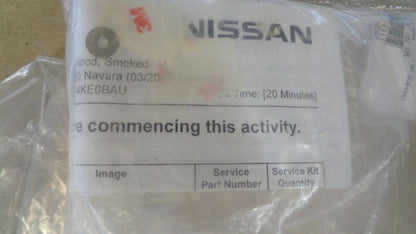 NISSAN
ood, Smoked
0 Navara (03/20
4KE0BAU
Time: [20 Minutes]
e commencing this activity.
Image
Service
Part Number
Service Kit
Quantity